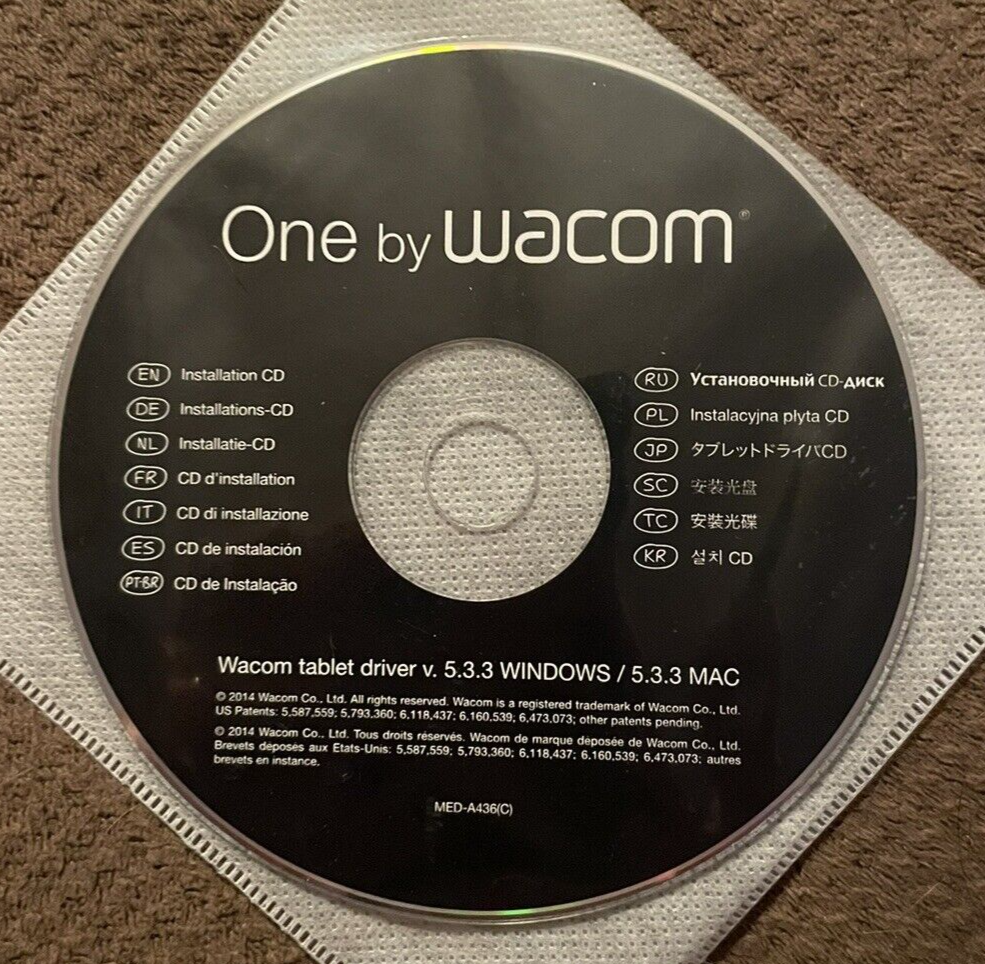 One by wacom®
EN Installation CD
DE Installations-CD
NL Installatie-CD
FR CD d'installation
IT CD di installazione
ES CD de instalación
PT-BR CD de Instalação
RU Установочный CD-диск
PL Instalacyjna płyta CD
JP タブレットドライバCD
SC 安装光盘
TC 安裝光碟
KR 설치 CD
Wacom tablet driver v. 5.3.3 WINDOWS / 5.3.3 MAC
© 2014 Wacom Co., Ltd. All rights reserved. Wacom is a registered trademark of Wacom Co., Ltd.
US Patents: 5,587,559; 5,793,360; 6,118,437; 6,160,539; 6,473,073; other patents pending.
© 2014 Wacom Co., Ltd. Tous droits réservés. Wacom de marque déposée de Wacom Co., Ltd.
Brevets déposés aux Etats-Unis: 5,587,559; 5,793,360; 6,118,437; 6,160,539; 6,473,073; autres
brevets en instance.
MED-A436(C)